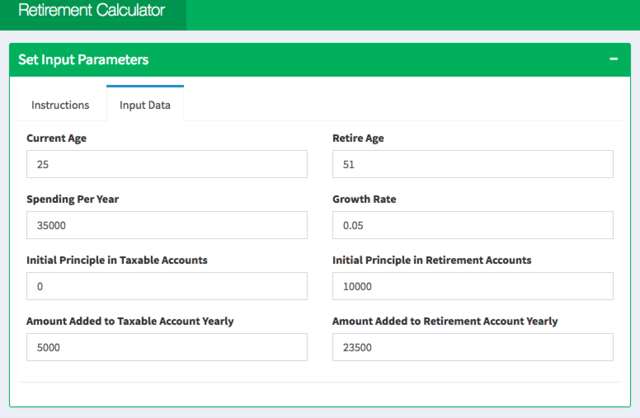 Retirement Calculator
Set Input Parameters
Instructions Input Data
Current Age Retire Age
25 51
Spending Per Year Growth Rate
35000 0.05
Initial Principle in Taxable Accounts Initial Principle in Retirement Accounts
0 10000
Amount Added to Taxable Account Yearly Amount Added to Retirement Account Yearly
5000 23500